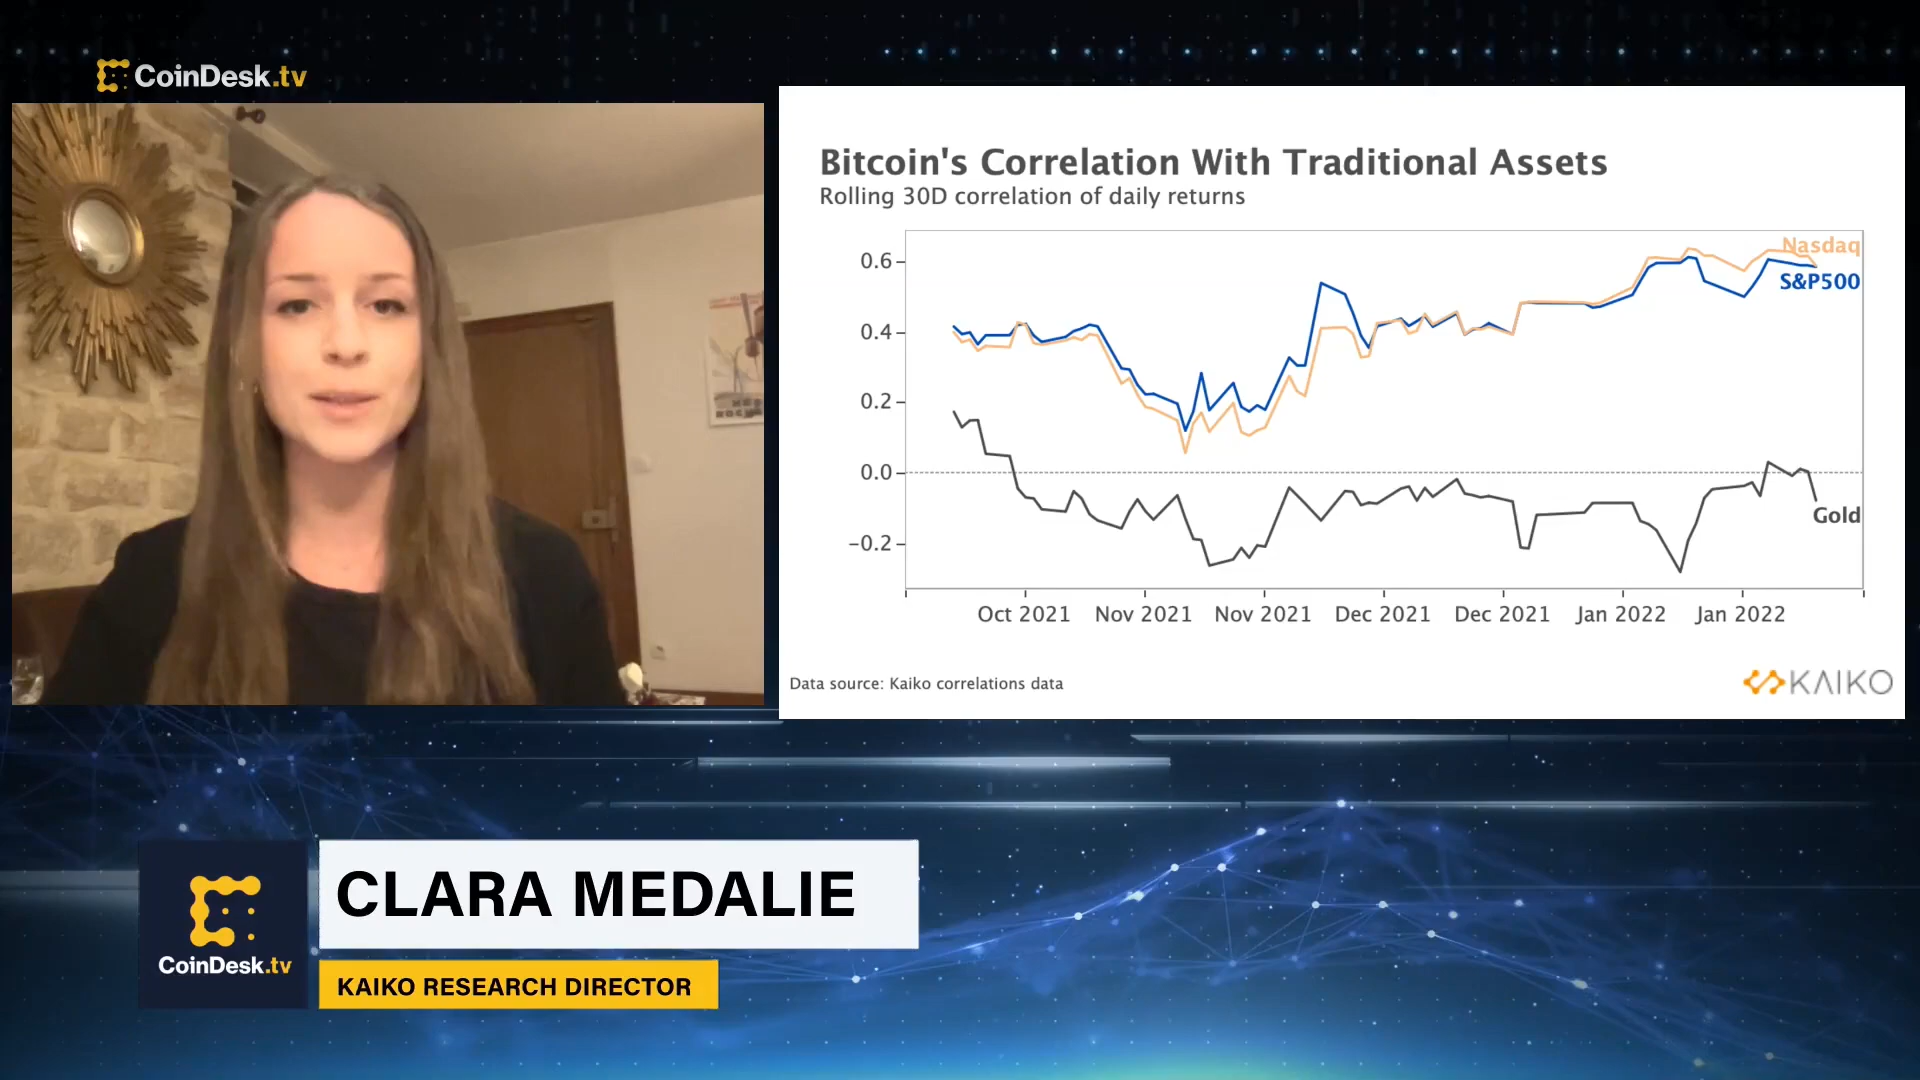 CoinDesk.tv
Bitcoin's Correlation With Traditional Assets
Rolling 30D correlation of daily returns
Nasdaq
S&P500
Gold
0.6
0.4
0.2
0.0
-0.2
Oct 2021 Nov 2021 Nov 2021 Dec 2021 Dec 2021 Jan 2022 Jan 2022
Data source: Kaiko correlations data
KAIKO
CLARA MEDALIE
CoinDesk.tv
KAIKO RESEARCH DIRECTOR